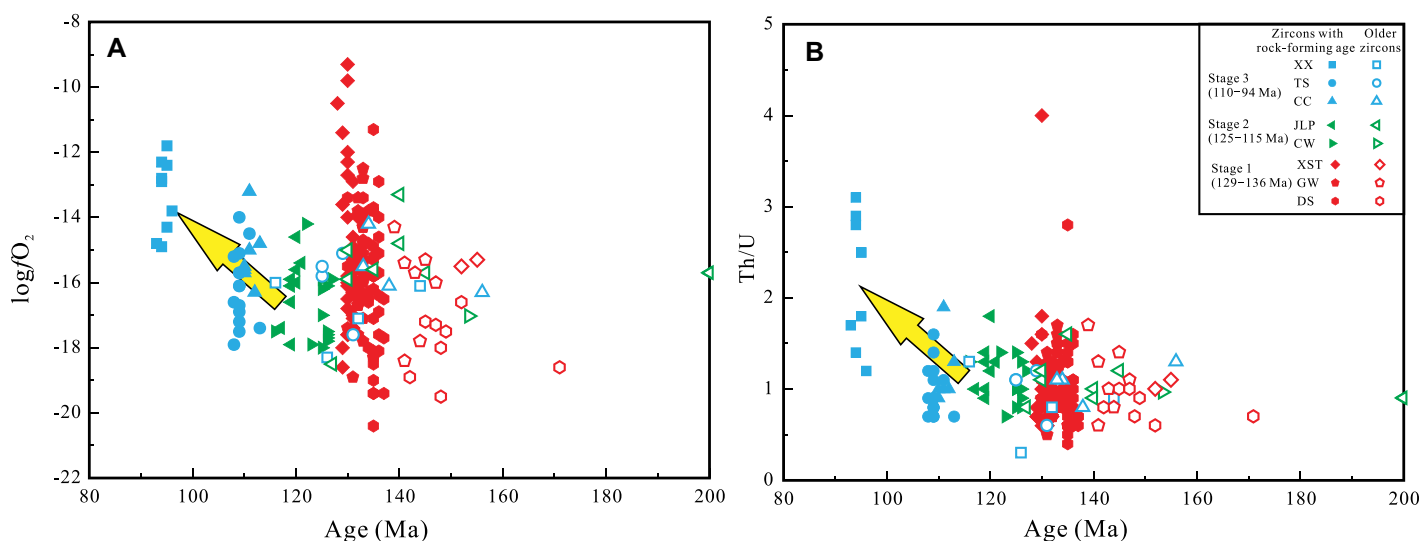 A
-8
-10
-12
-14
-16
-18
-20
-22
logfO2
80
100
120
140
160
180
200
Age (Ma)
B
5
4
3
2
1
0
Th/U
80
100
120
140
160
180
200
Age (Ma)
Zircons with Older
rock-forming age zircons
XX
Stage 3 TS
(110−94 Ma)
CC
Stage 2 JLP
(125−115 Ma)
CW
XST
Stage 1
(129−136 Ma) GW
DS